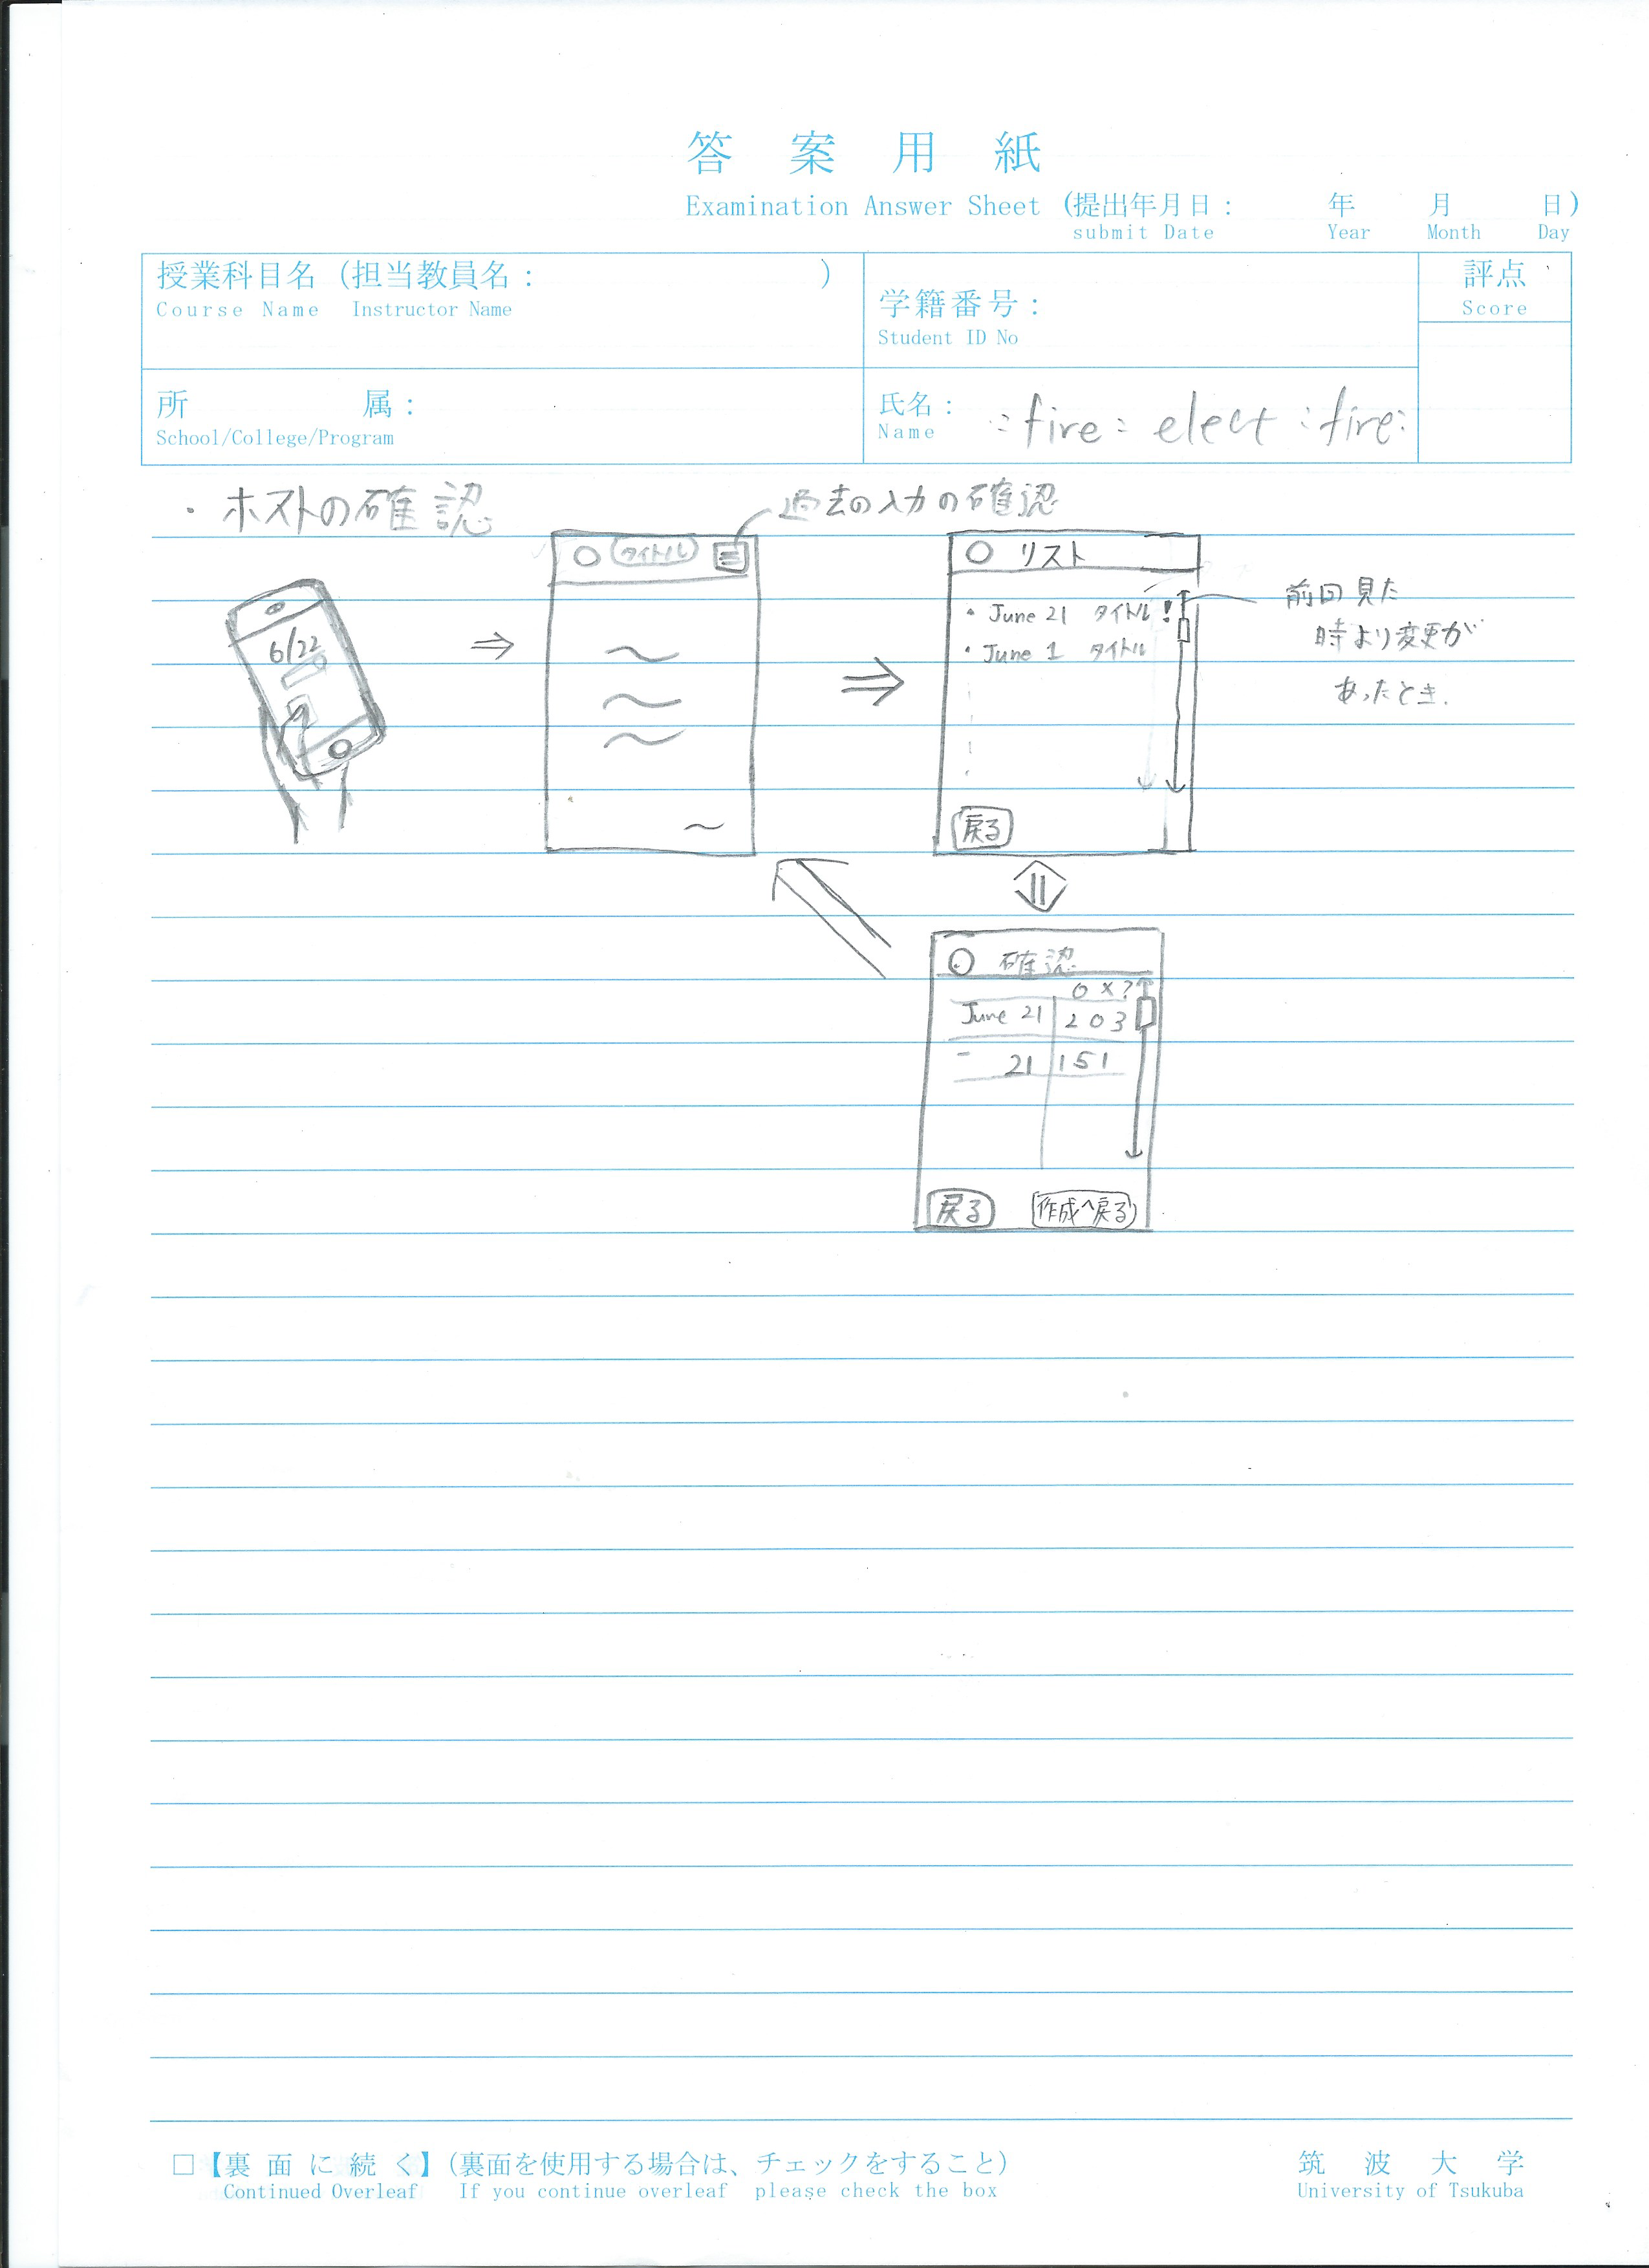 答案用紙
Examination Answer Sheet (提出年月日: 年 月 日)
submit Date Year Month Day
授業科目名 (担当教員名: )
Course Name Instructor Name
学籍番号:
Student ID No
評点
Score
所属:
School/College/Program
氏名: :fire: elect :fire:
Name
・ホストの確認
過去の入力の確認
6/22
タイトル
リスト
・June 21 タイトル !
・June 1 タイトル
戻る
前回見た
時より変更が
あったとき.
確認
○ × ?
June 21 2 0 3
21 1 5 1
戻る 作成へ戻る
□【裏面に続く】(裏面を使用する場合は、チェックをすること)
Continued Overleaf If you continue overleaf please check the box
筑波大学
University of Tsukuba